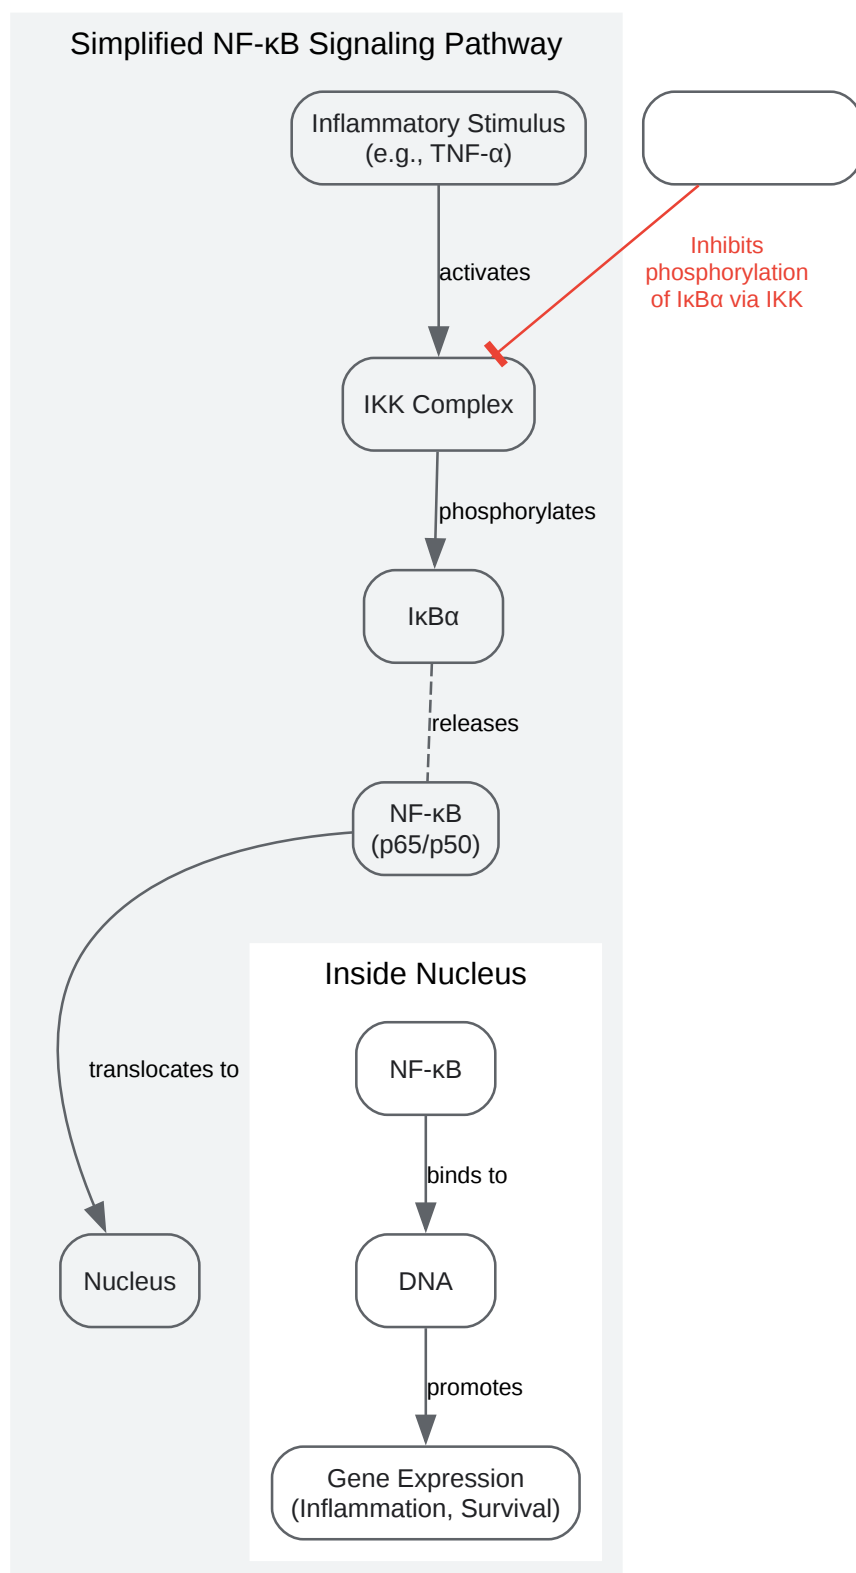 Simplified NF-κB Signaling Pathway
Inflammatory Stimulus
(e.g., TNF-α)
Inhibits
phosphorylation
of IκBα via IKK
activates
IKK Complex
phosphorylates
IκBα
releases
NF-κB
(p65/p50)
Inside Nucleus
NF-κB
translocates to
binds to
Nucleus
DNA
promotes
Gene Expression
(Inflammation, Survival)